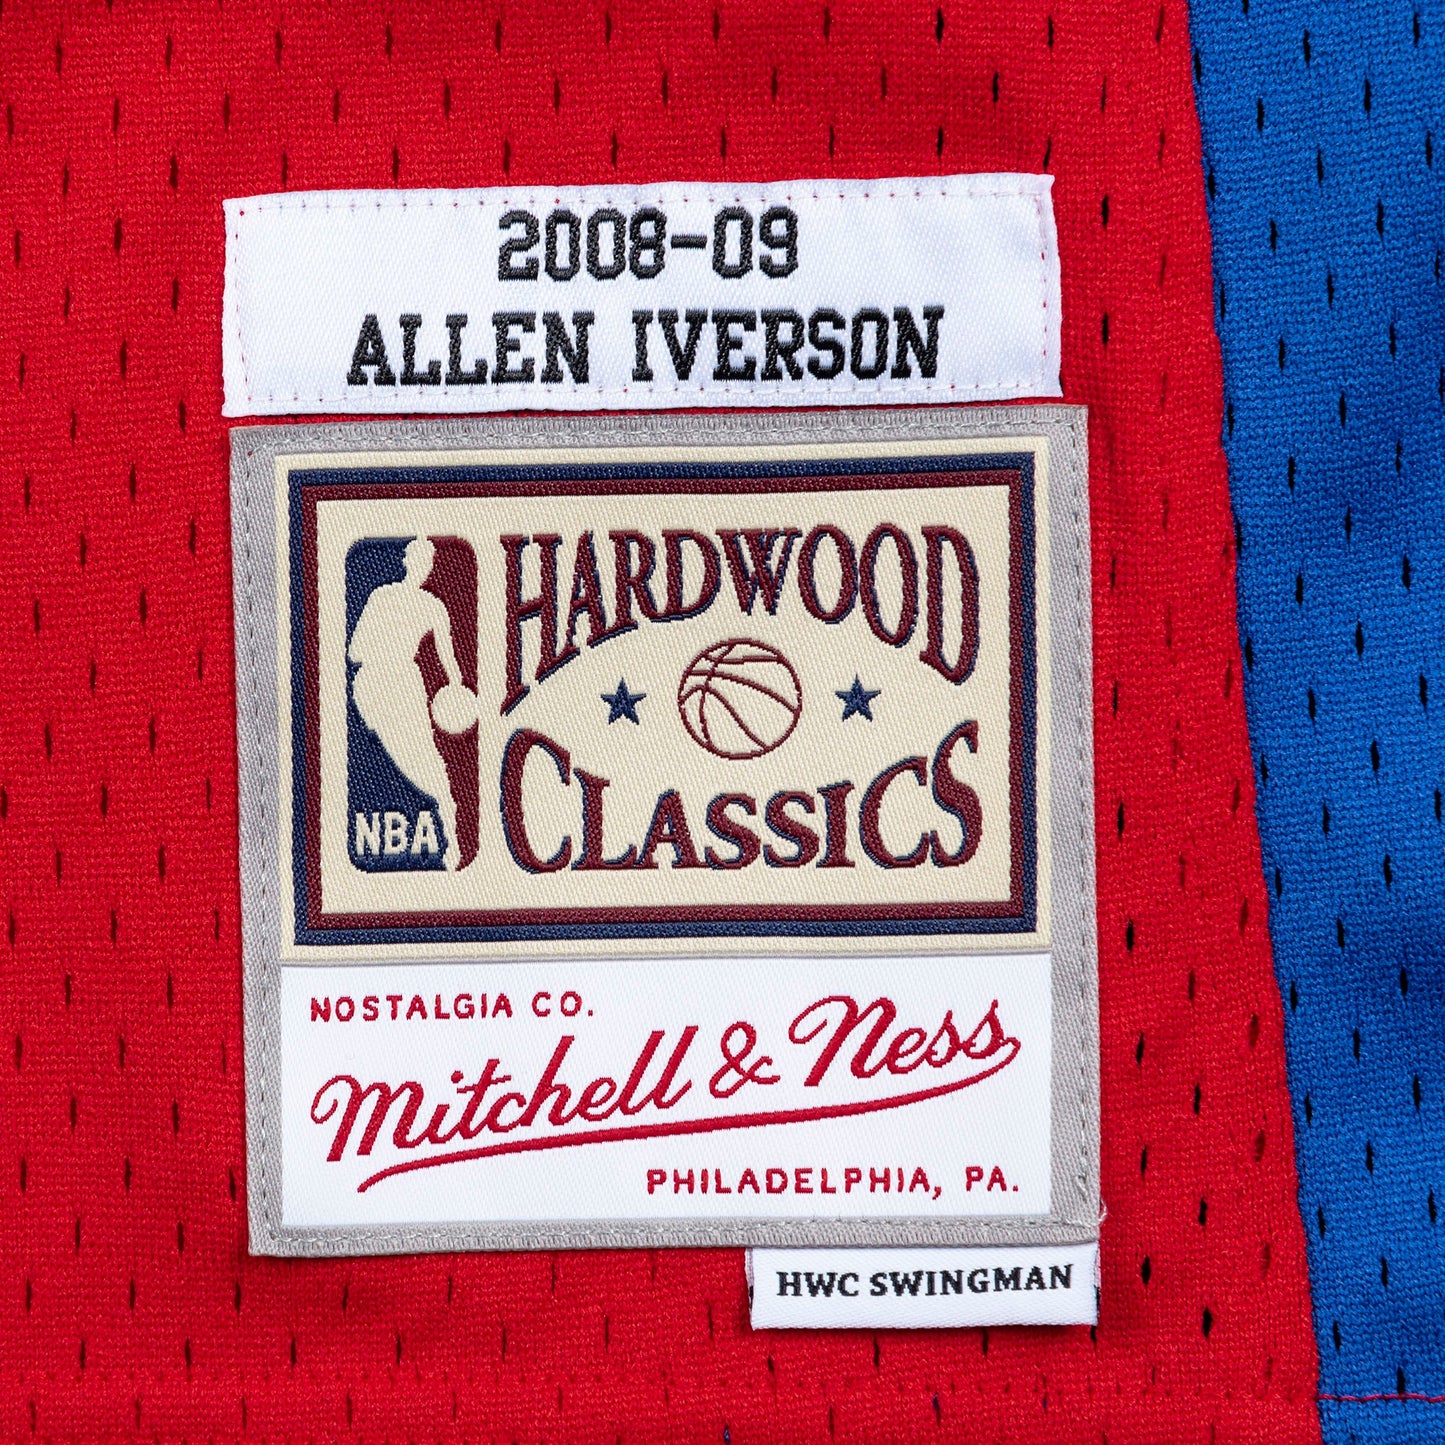 2008-09
ALLEN IVERSON
HARDWOOD
CLASSICS
NBA
NOSTALGIA CO.
Mitchell & Ness
PHILADELPHIA, PA.
HWC SWINGMAN